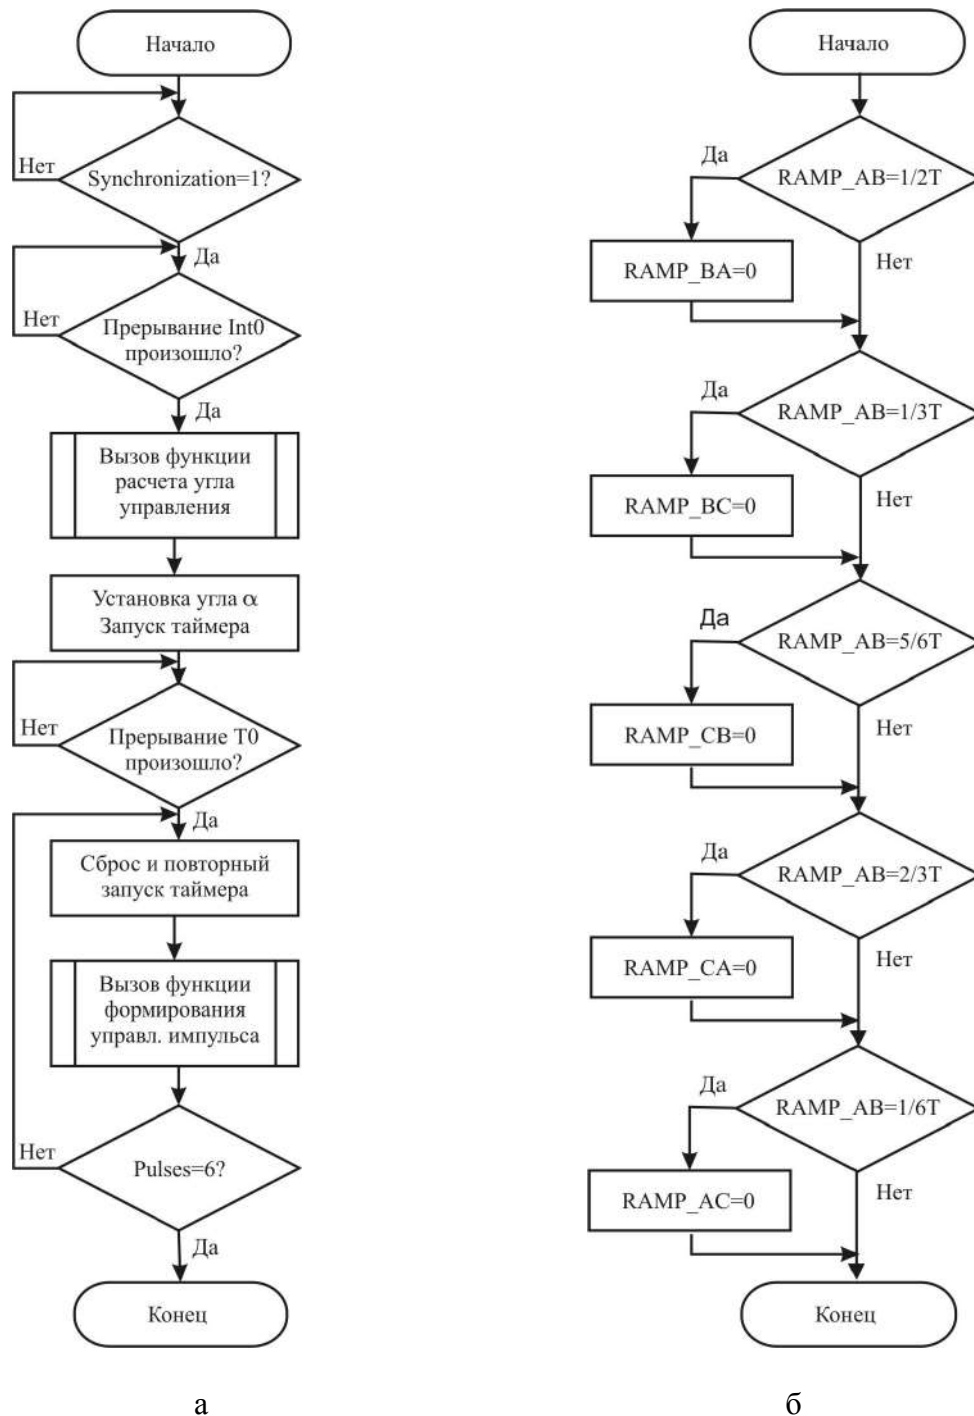 Начало
Нет
Synchronization=1?
Да
Нет
Прерывание Int0
произошло?
Да
Вызов функции
расчета угла
управления
Установка угла α
Запуск таймера
Нет
Прерывание T0
произошло?
Да
Сброс и повторный
запуск таймера
Вызов функции
формирования
управл. импульса
Нет
Pulses=6?
Да
Конец
а
Начало
Да
RAMP_AB=1/2T
RAMP_BA=0
Нет
Да
RAMP_AB=1/3T
RAMP_BC=0
Нет
Да
RAMP_AB=5/6T
RAMP_CB=0
Нет
Да
RAMP_AB=2/3T
RAMP_CA=0
Нет
Да
RAMP_AB=1/6T
RAMP_AC=0
Нет
Конец
б